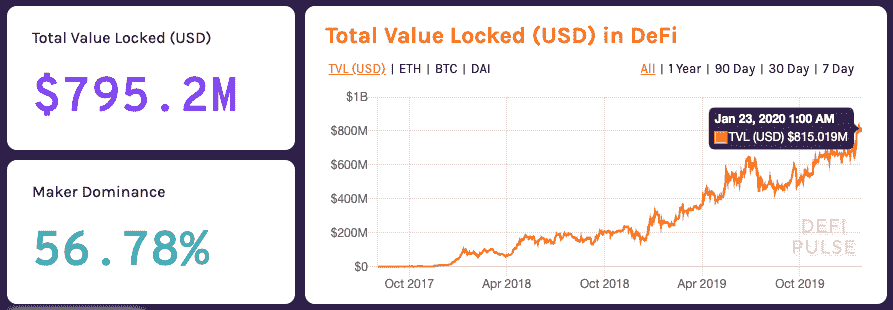 Total Value Locked (USD)
$795.2M
Maker Dominance
56.78%
Total Value Locked (USD) in DeFi
TVL (USD) | ETH | BTC | DAI
All | 1 Year | 90 Day | 30 Day | 7 Day
$1B
$800M
$600M
$400M
$200M
$0
Jan 23, 2020 1:00 AM
TVL (USD) $815.019M
DEFI
PULSE
Oct 2017
Apr 2018
Oct 2018
Apr 2019
Oct 2019